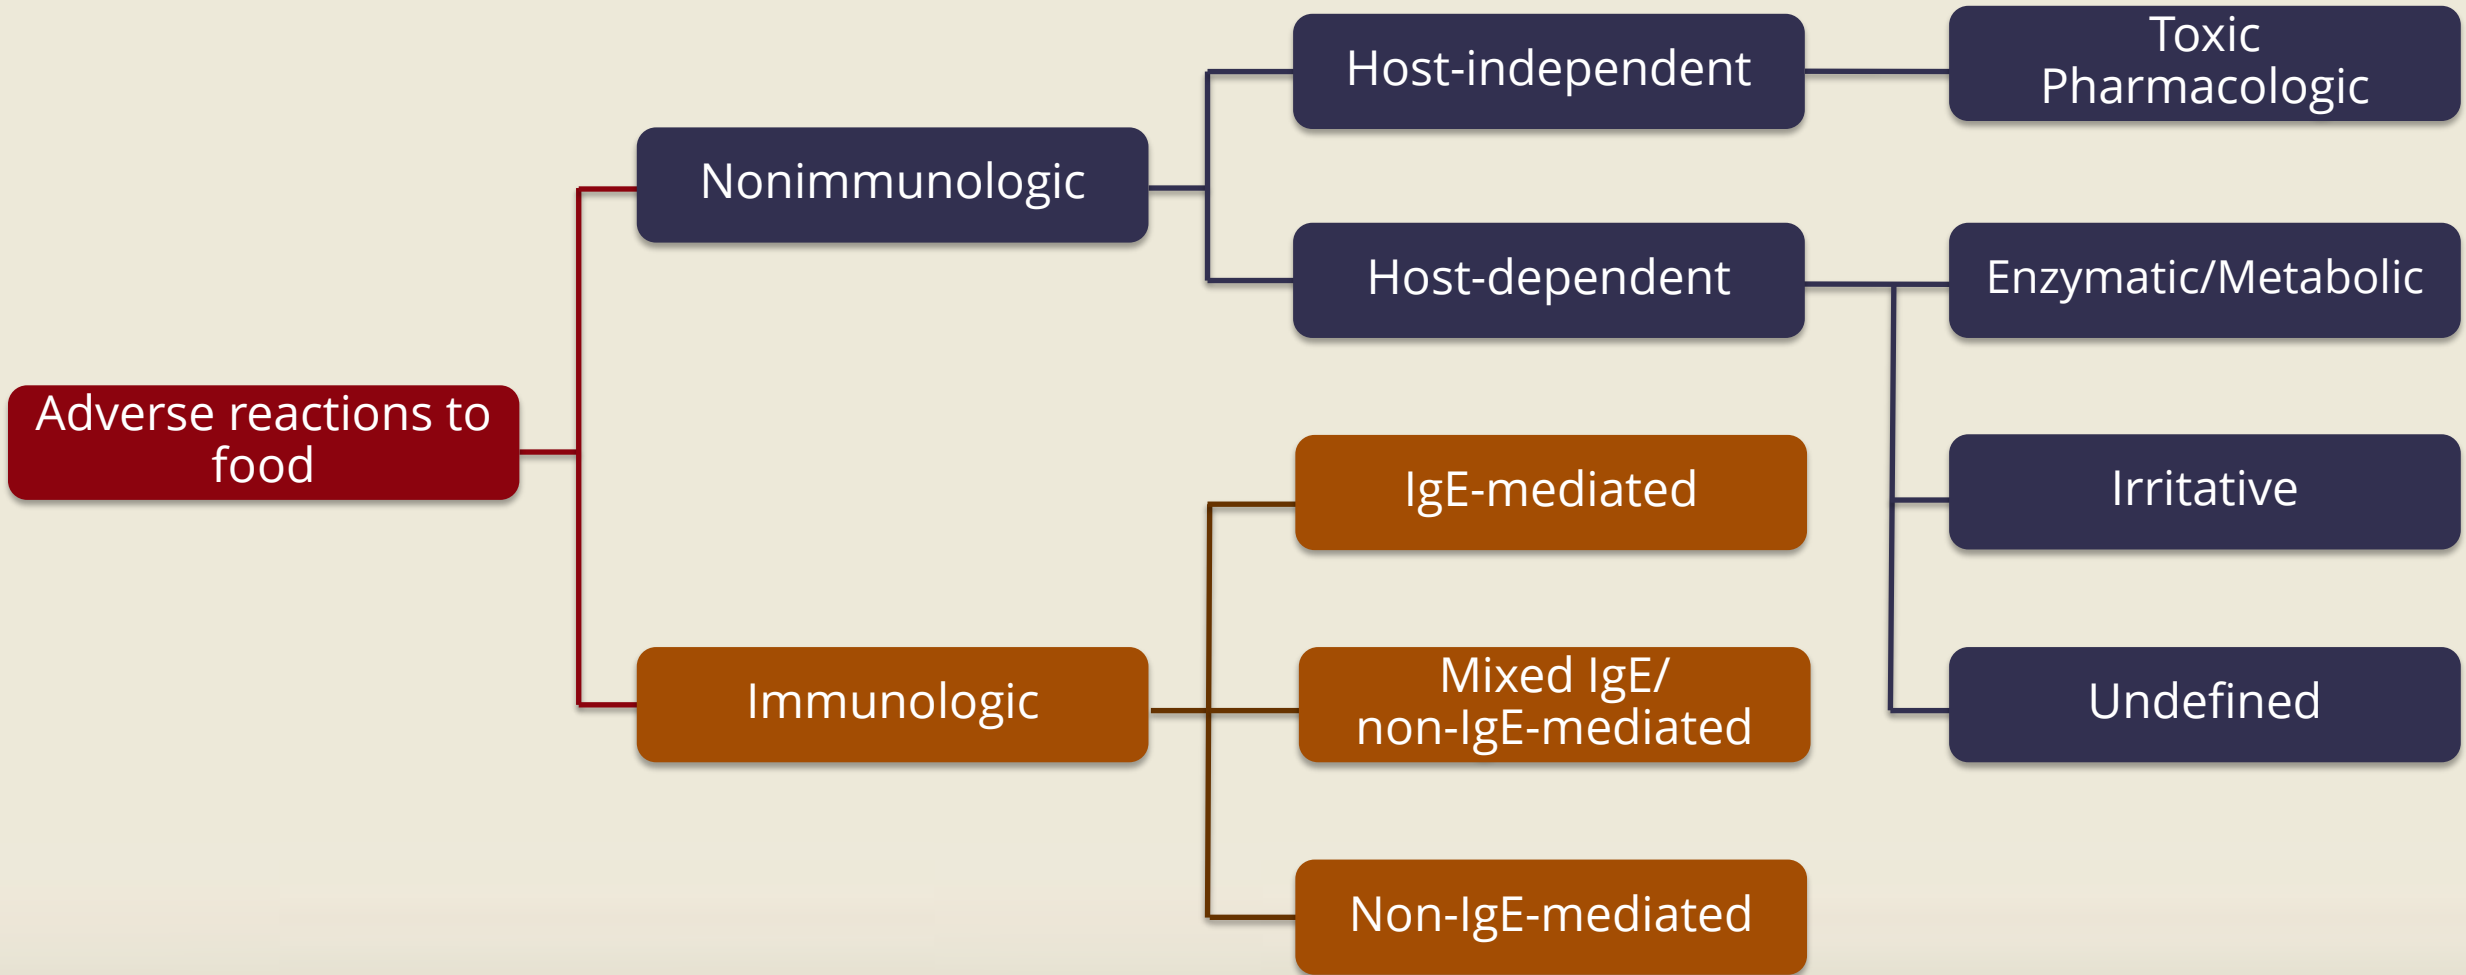 Adverse reactions to
food
Nonimmunologic
Host-independent
Toxic
Pharmacologic
Host-dependent
Enzymatic/Metabolic
Irritative
Undefined
Immunologic
IgE-mediated
Mixed IgE/
non-IgE-mediated
Non-IgE-mediated